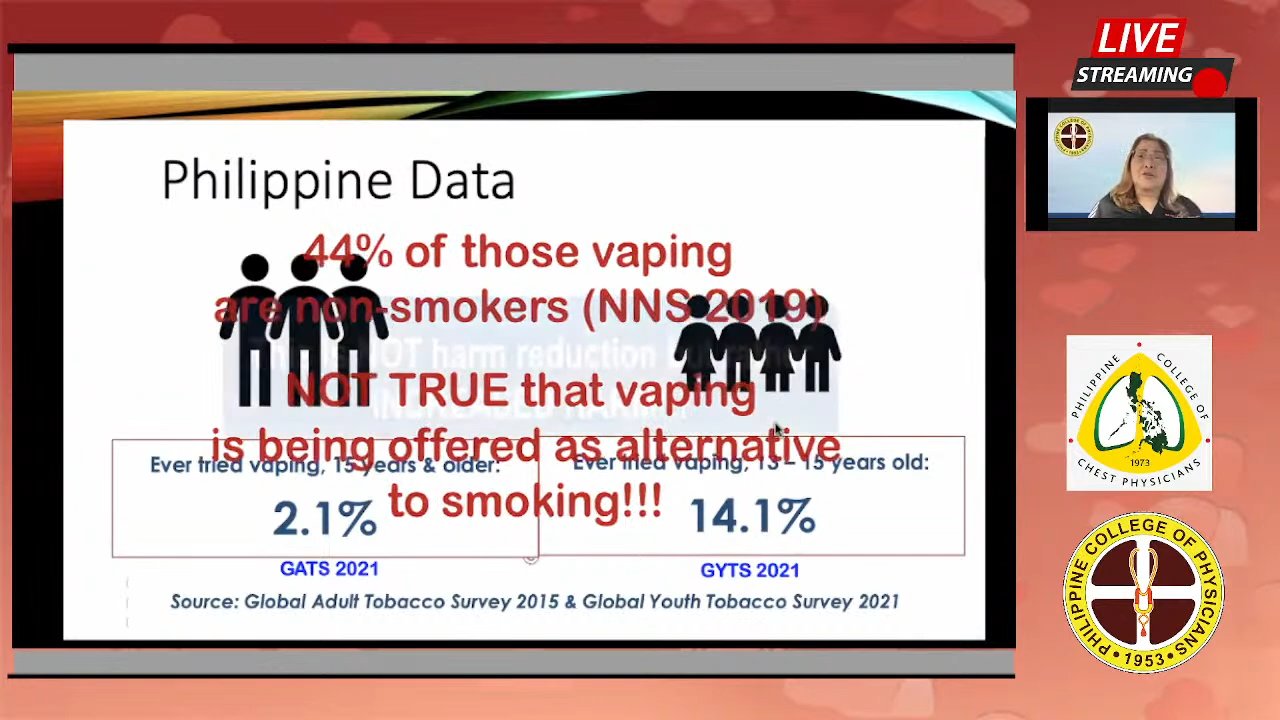 LIVE
STREAMING
Philippine Data
44% of those vaping
are non-smokers (NNS 2019)
NOT harm reduction
NOT TRUE that vaping
is being offered as alternative
to smoking!!!
Ever tried vaping, 15 years & older:
2.1%
GATS 2021
Ever tried vaping, 13 – 15 years old:
14.1%
GYTS 2021
Source: Global Adult Tobacco Survey 2015 & Global Youth Tobacco Survey 2021
PHILIPPINE COLLEGE OF
CHEST PHYSICIANS
1973
PHILIPPINE COLLEGE OF PHYSICIANS
1953